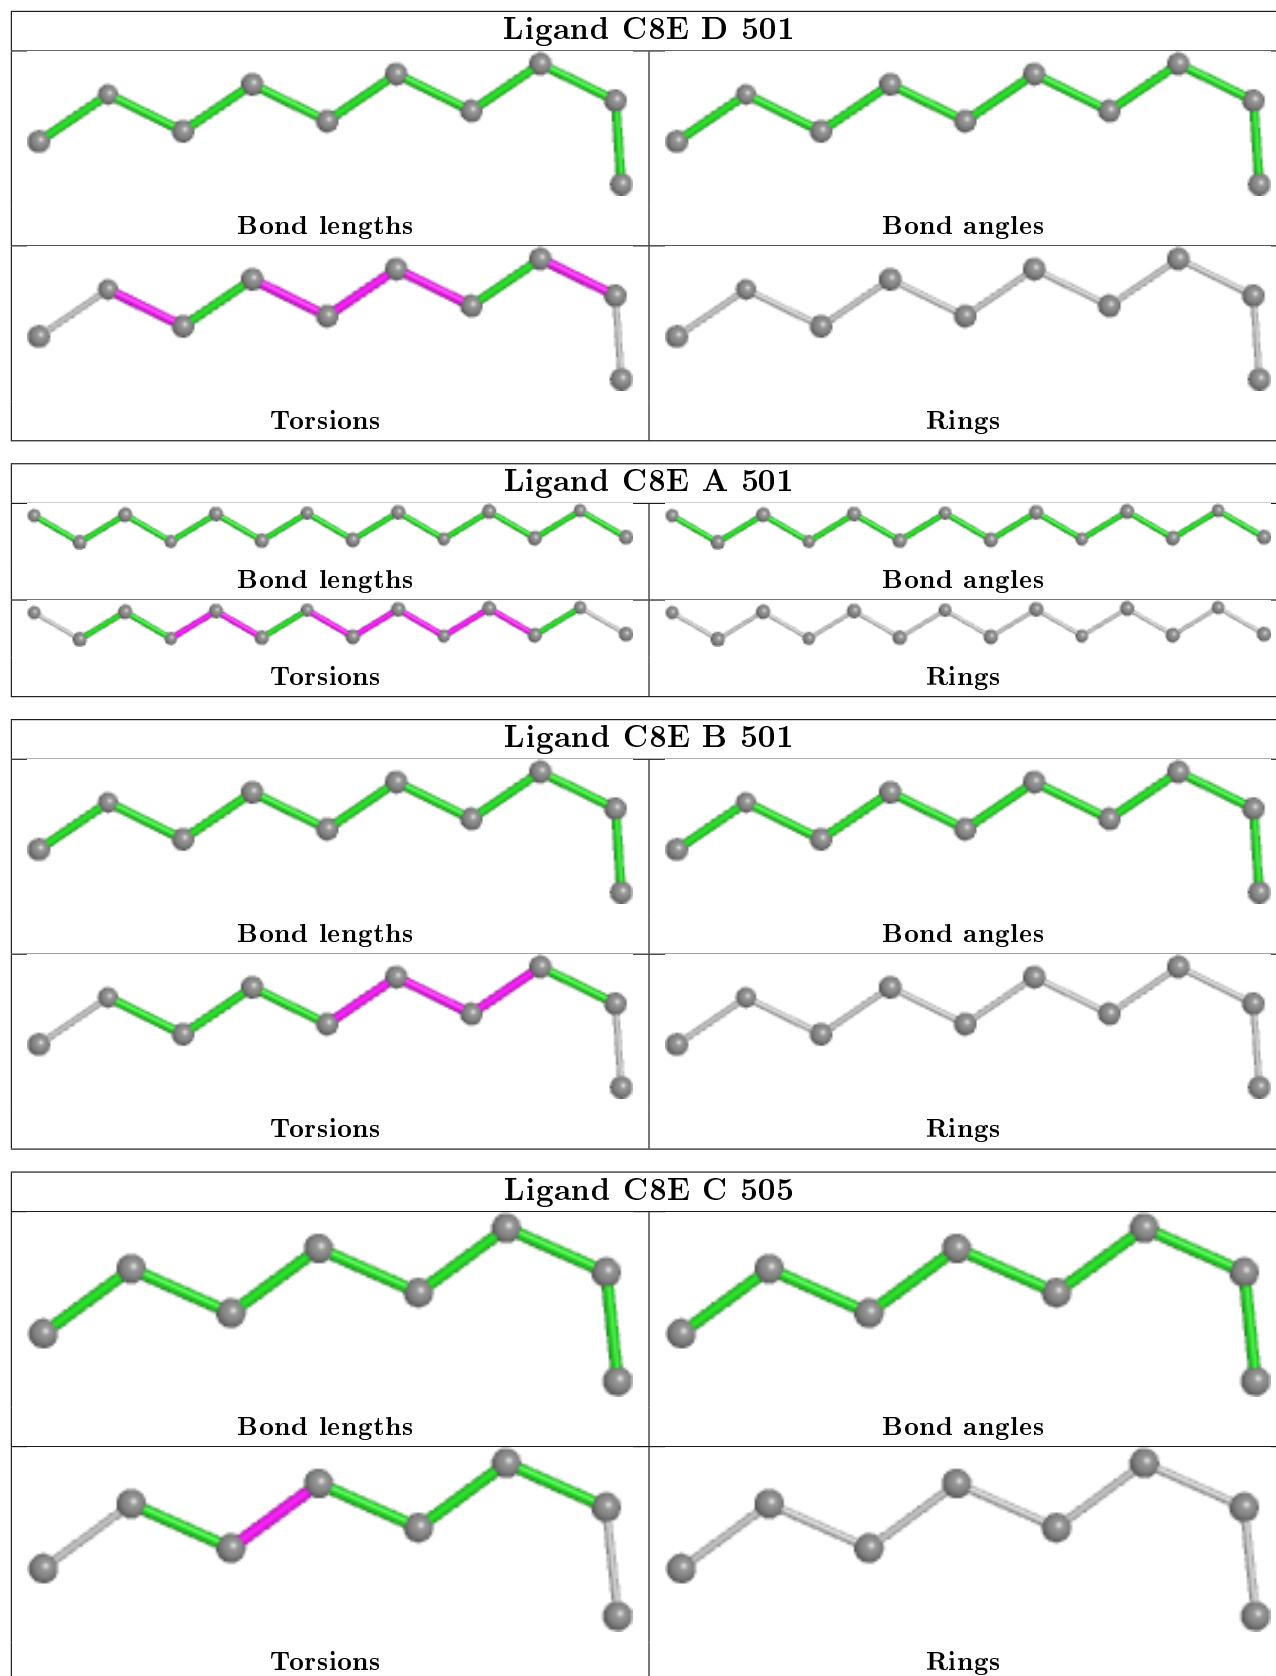 Ligand C8E D 501
Bond lengths
Bond angles
Torsions
Rings
Ligand C8E A 501
Bond lengths
Bond angles
Torsions
Rings
Ligand C8E B 501
Bond lengths
Bond angles
Torsions
Rings
Ligand C8E C 505
Bond lengths
Bond angles
Torsions
Rings